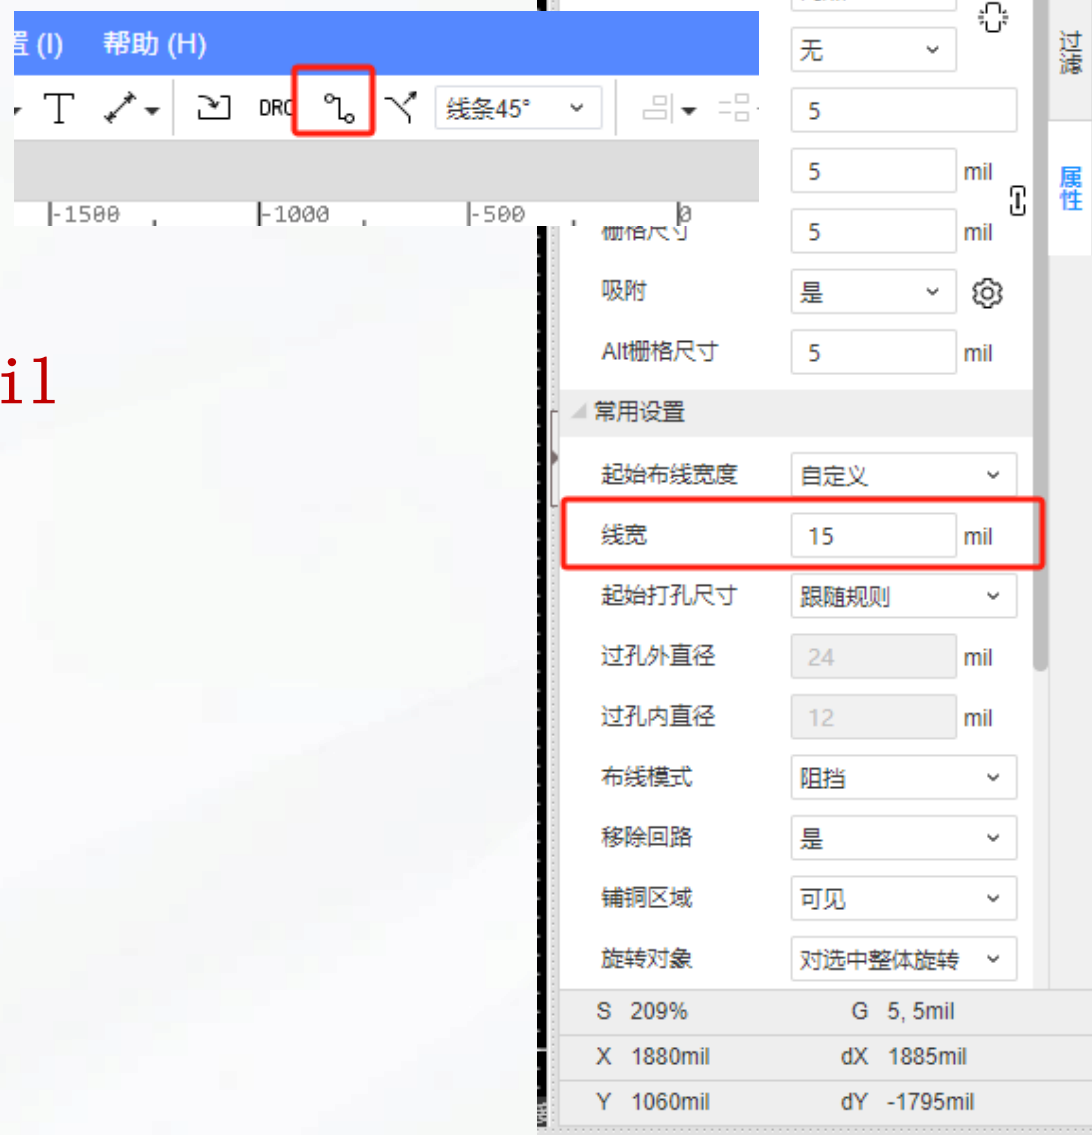 置 (I) 帮助 (H)
无
过滤
T DRC 线条45°
5
5 mil
属性
-1500 -1000 -500 0
栅格尺寸 5 mil
吸附 是
Alt栅格尺寸 5 mil
il
常用设置
起始布线宽度 自定义
线宽 15 mil
起始打孔尺寸 跟随规则
过孔外直径 24 mil
过孔内直径 12 mil
布线模式 阻挡
移除回路 是
铺铜区域 可见
旋转对象 对选中整体旋转
S 209% G 5, 5mil
X 1880mil dX 1885mil
Y 1060mil dY -1795mil